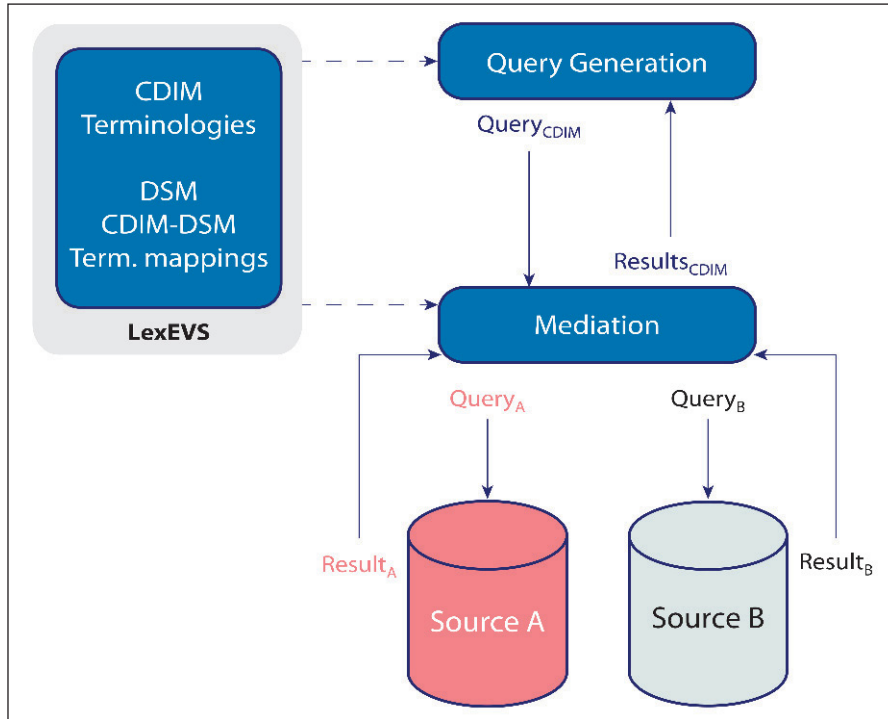 CDIM
Terminologies
DSM
CDIM-DSM
Term. mappings
LexEVS
Query Generation
QueryCDIM
ResultsCDIM
Mediation
QueryA
QueryB
ResultA
ResultB
Source A
Source B